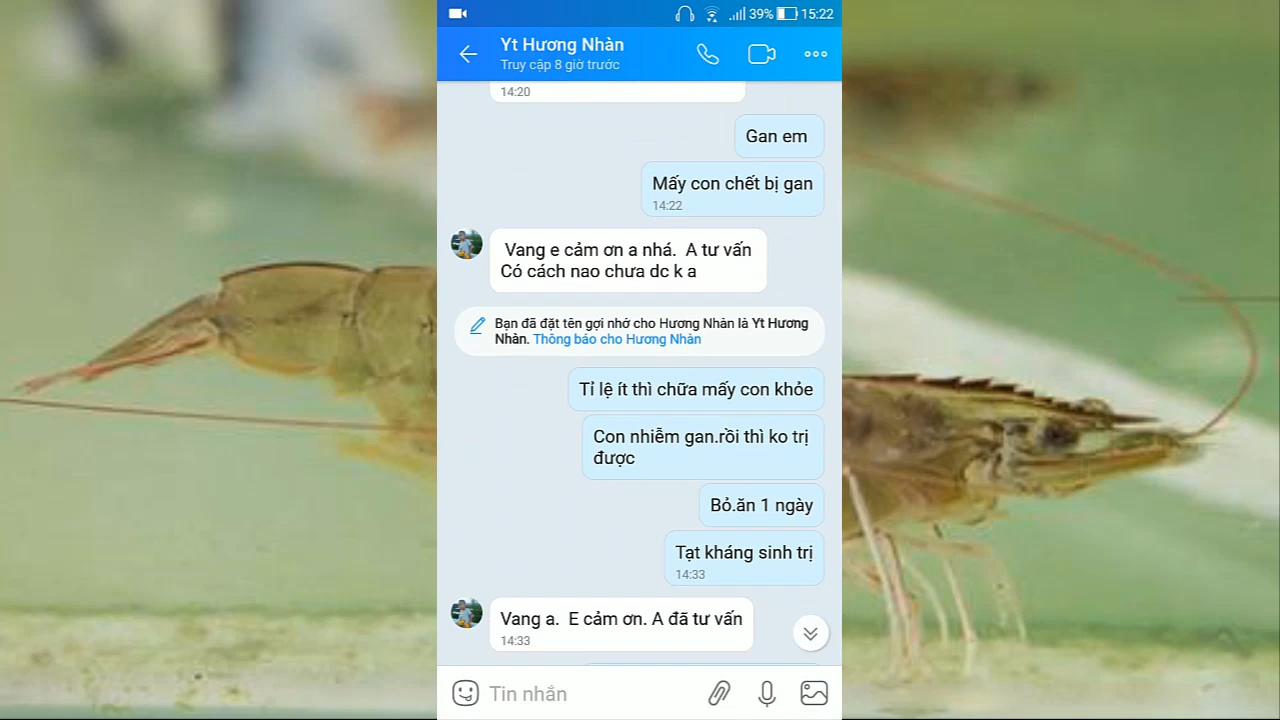 39% 15:22
Yt Hương Nhàn
Truy cập 8 giờ trước
14:20
Gan em
Mấy con chết bị gan
14:22
Vang e cảm ơn a nhá. A tư vấn
Có cách nao chưa dc k a
Bạn đã đặt tên gợi nhớ cho Hương Nhàn là Yt Hương
Nhàn. Thông báo cho Hương Nhàn
Tỉ lệ ít thì chữa mấy con khỏe
Con nhiễm gan.rồi thì ko trị
được
Bỏ.ăn 1 ngày
Tạt kháng sinh trị
14:33
Vang a. E cảm ơn. A đã tư vấn
14:33
Tin nhắn